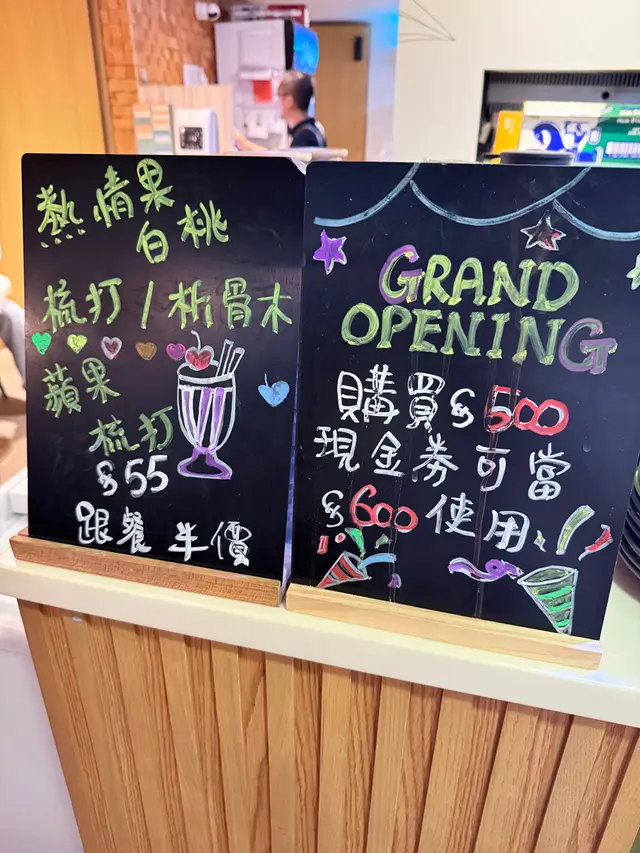 熱情果
白桃
梳打 / 新骨木
蘋果
梳打
$55
跟餐 半價
GRAND
OPENING
購買$500
現金券可當
$600使用!